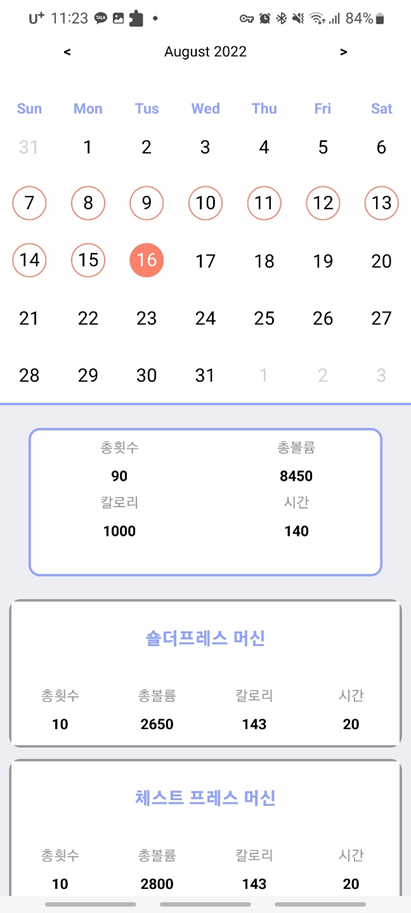 U+ 11:23 TALK 84%
< August 2022 >
Sun Mon Tus Wed Thu Fri Sat
31 1 2 3 4 5 6
7 8 9 10 11 12 13
14 15 16 17 18 19 20
21 22 23 24 25 26 27
28 29 30 31 1 2 3
총횟수 총볼륨
90 8450
칼로리 시간
1000 140
숄더프레스 머신
총횟수 총볼륨 칼로리 시간
10 2650 143 20
체스트 프레스 머신
총횟수 총볼륨 칼로리 시간
10 2800 143 20